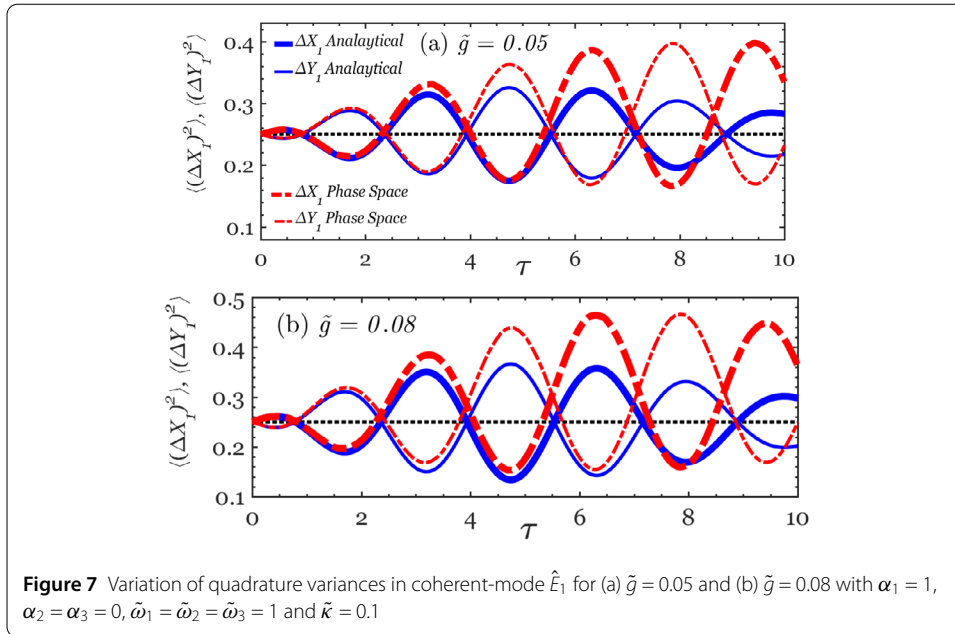 (a) g̃ = 0.05
ΔX₁ Analaytical
ΔY₁ Analaytical
ΔX₁ Phase Space
ΔY₁ Phase Space
⟨(ΔX₁)²⟩, ⟨(ΔY₁)²⟩
0.4
0.3
0.2
0.1
0 2 4 6 8 10
τ
(b) g̃ = 0.08
⟨(ΔX₁)²⟩, ⟨(ΔY₁)²⟩
0.5
0.4
0.3
0.2
0.1
0 2 4 6 8 10
τ
Figure 7 Variation of quadrature variances in coherent-mode Ê₁ for (a) g̃ = 0.05 and (b) g̃ = 0.08 with α₁ = 1,
α₂ = α₃ = 0, ω̃₁ = ω̃₂ = ω̃₃ = 1 and κ̃ = 0.1